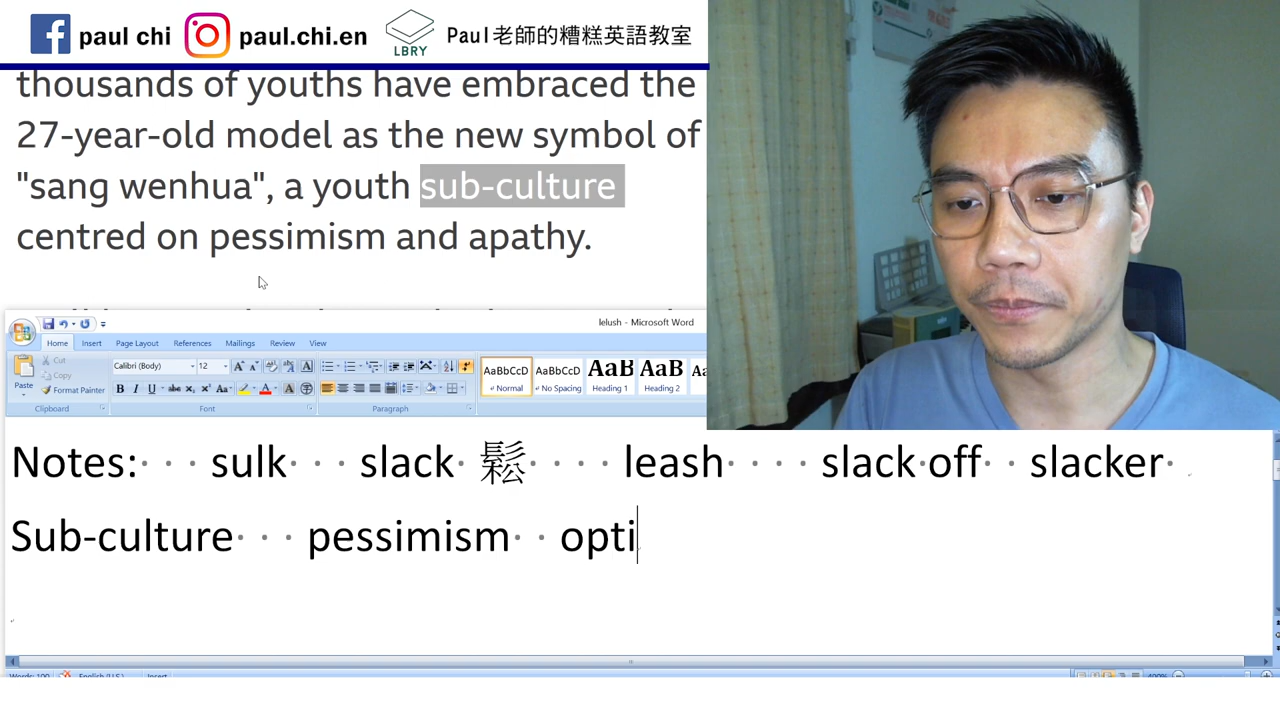 paul chi paul.chi.en LBRY Paul老師的糟糕英語教室
thousands of youths have embraced the
27-year-old model as the new symbol of
"sang wenhua", a youth sub-culture
centred on pessimism and apathy.
lelush - Microsoft Word
Home Insert Page Layout References Mailings Review View
Cut
Copy
Format Painter
Paste
Calibri (Body) 12
AaBbCcD AaBbCcD AaB AaB
Normal No Spacing Heading 1 Heading 2
Clipboard Font Paragraph
Notes: sulk slack 鬆 leash slack off slacker
Sub-culture pessimism opti